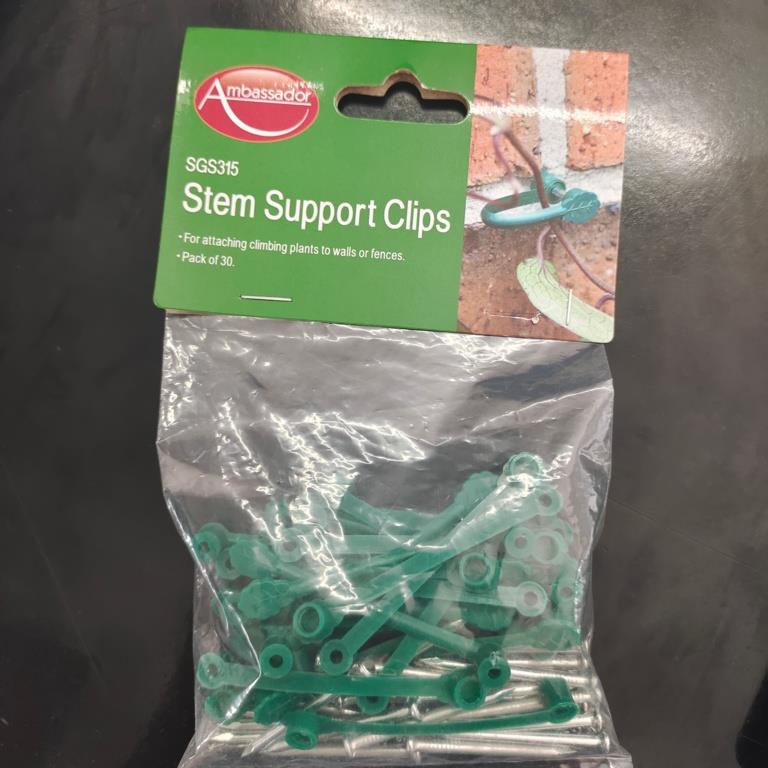 Ambassador
SGS315
Stem Support Clips
- For attaching climbing plants to walls or fences.
- Pack of 30.